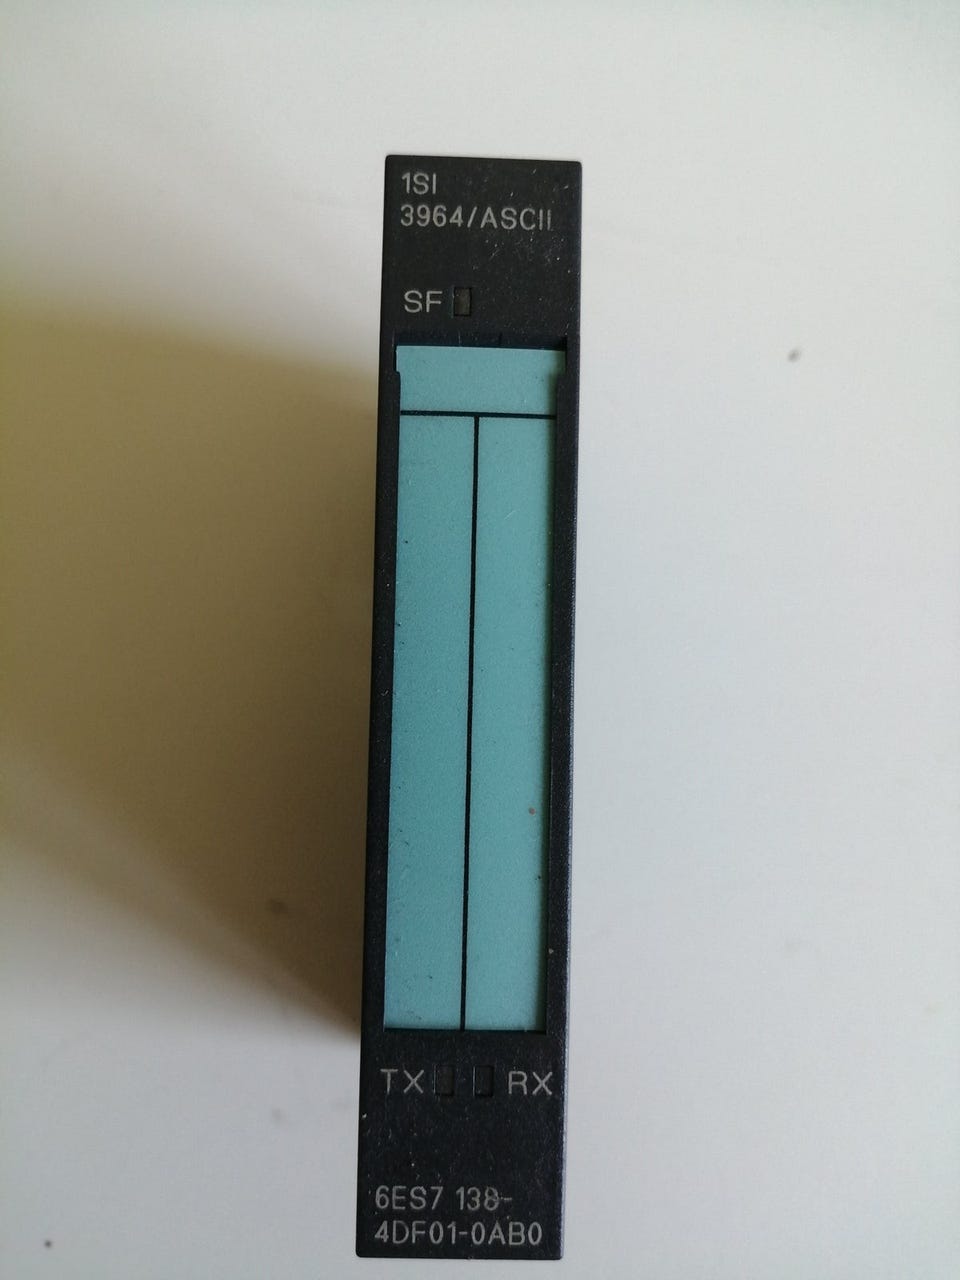 1SI
3964/ASCII
SF
TX RX
6ES7 138-
4DF01-0AB0